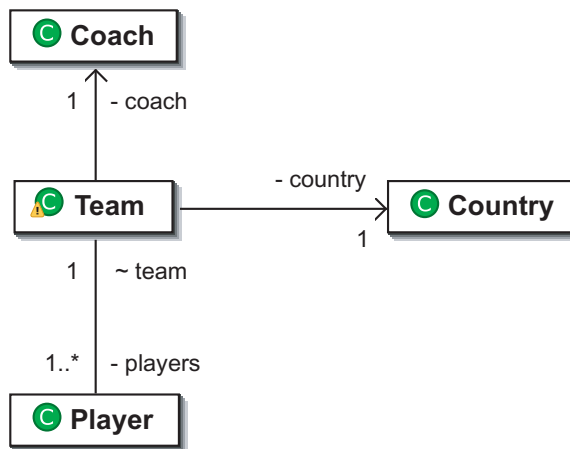 C Coach
1 - coach
- country
C Team
C Country
1
1 ~ team
1..* - players
C Player